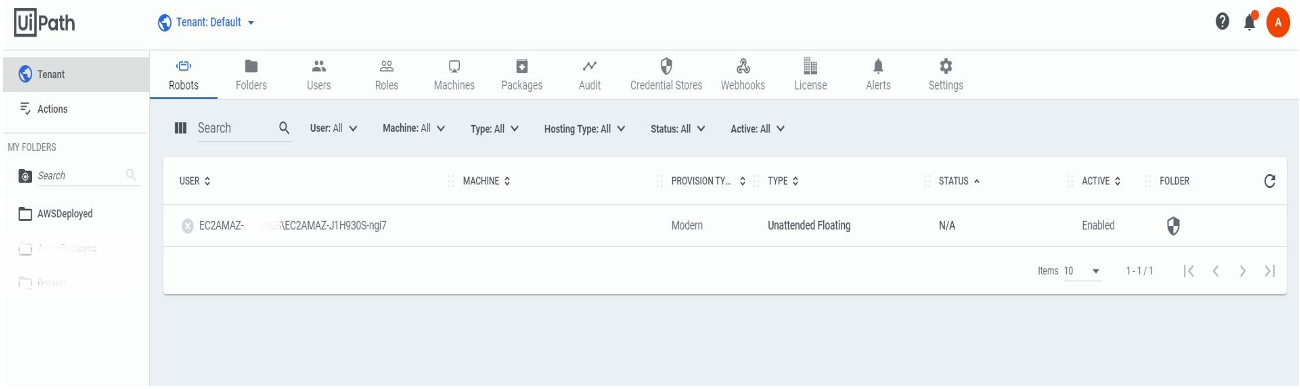 UiPath
Tenant: Default
A
Tenant
Actions
MY FOLDERS
Search
AWSDeployed
Robots Folders Users Roles Machines Packages Audit Credential Stores Webhooks License Alerts Settings
Search User: All Machine: All Type: All Hosting Type: All Status: All Active: All
USER MACHINE PROVISION TY... TYPE STATUS ACTIVE FOLDER
EC2AMAZ- \EC2AMAZ-J1H930S-ngi7 Modern Unattended Floating N/A Enabled
Items 10 1 - 1 / 1